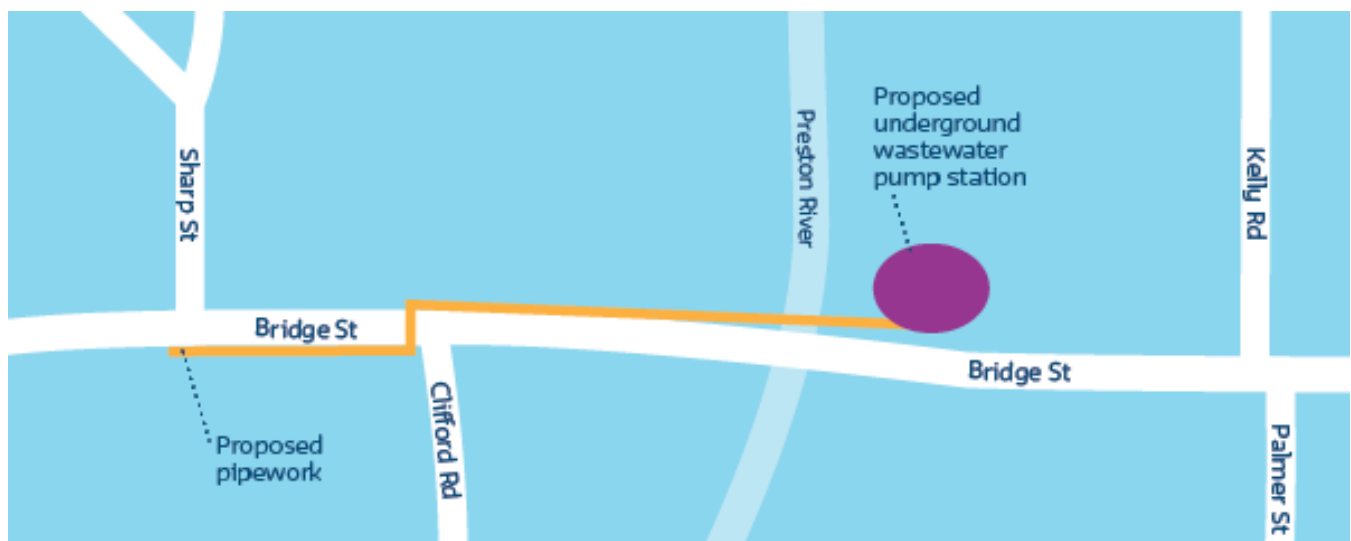 Proposed
underground
wastewater
pump station
Preston River
Kelly Rd
Sharp St
Bridge St
Bridge St
Clifford Rd
Proposed
pipework
Palmer St